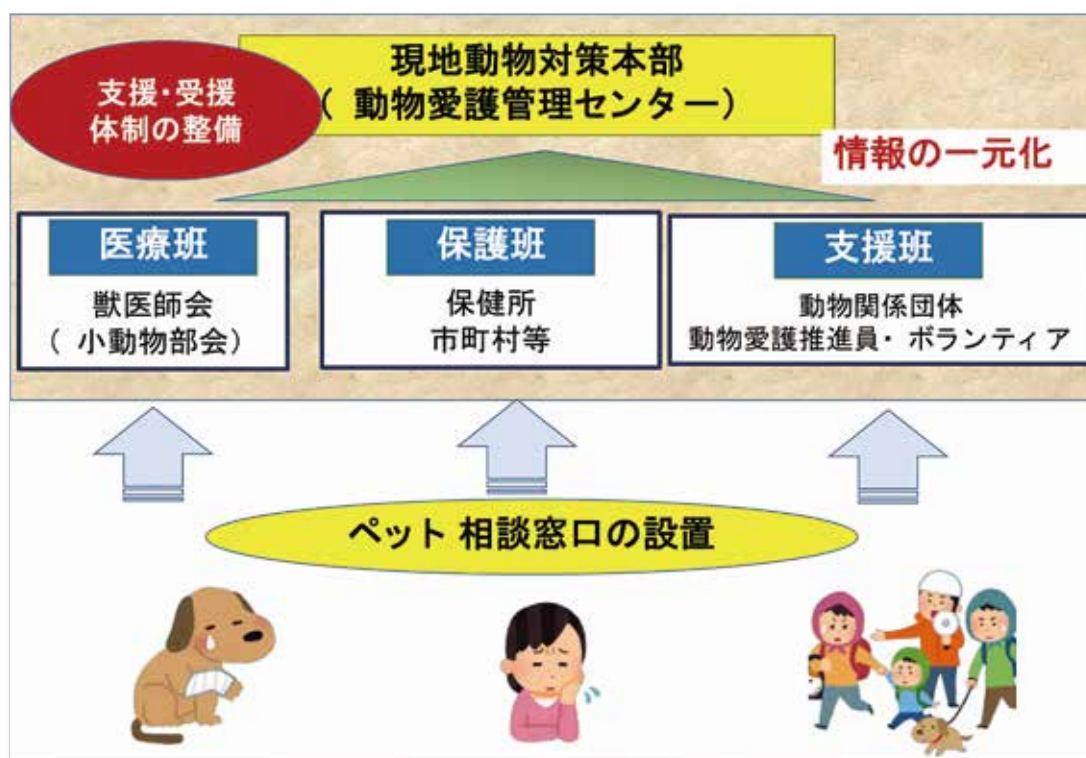 現地動物対策本部
( 動物愛護管理センター)
支援・受援
体制の整備
情報の一元化
医療班
獣医師会
( 小動物部会)
保護班
保健所
市町村等
支援班
動物関係団体
動物愛護推進員・ボランティア
ペット 相談窓口の設置